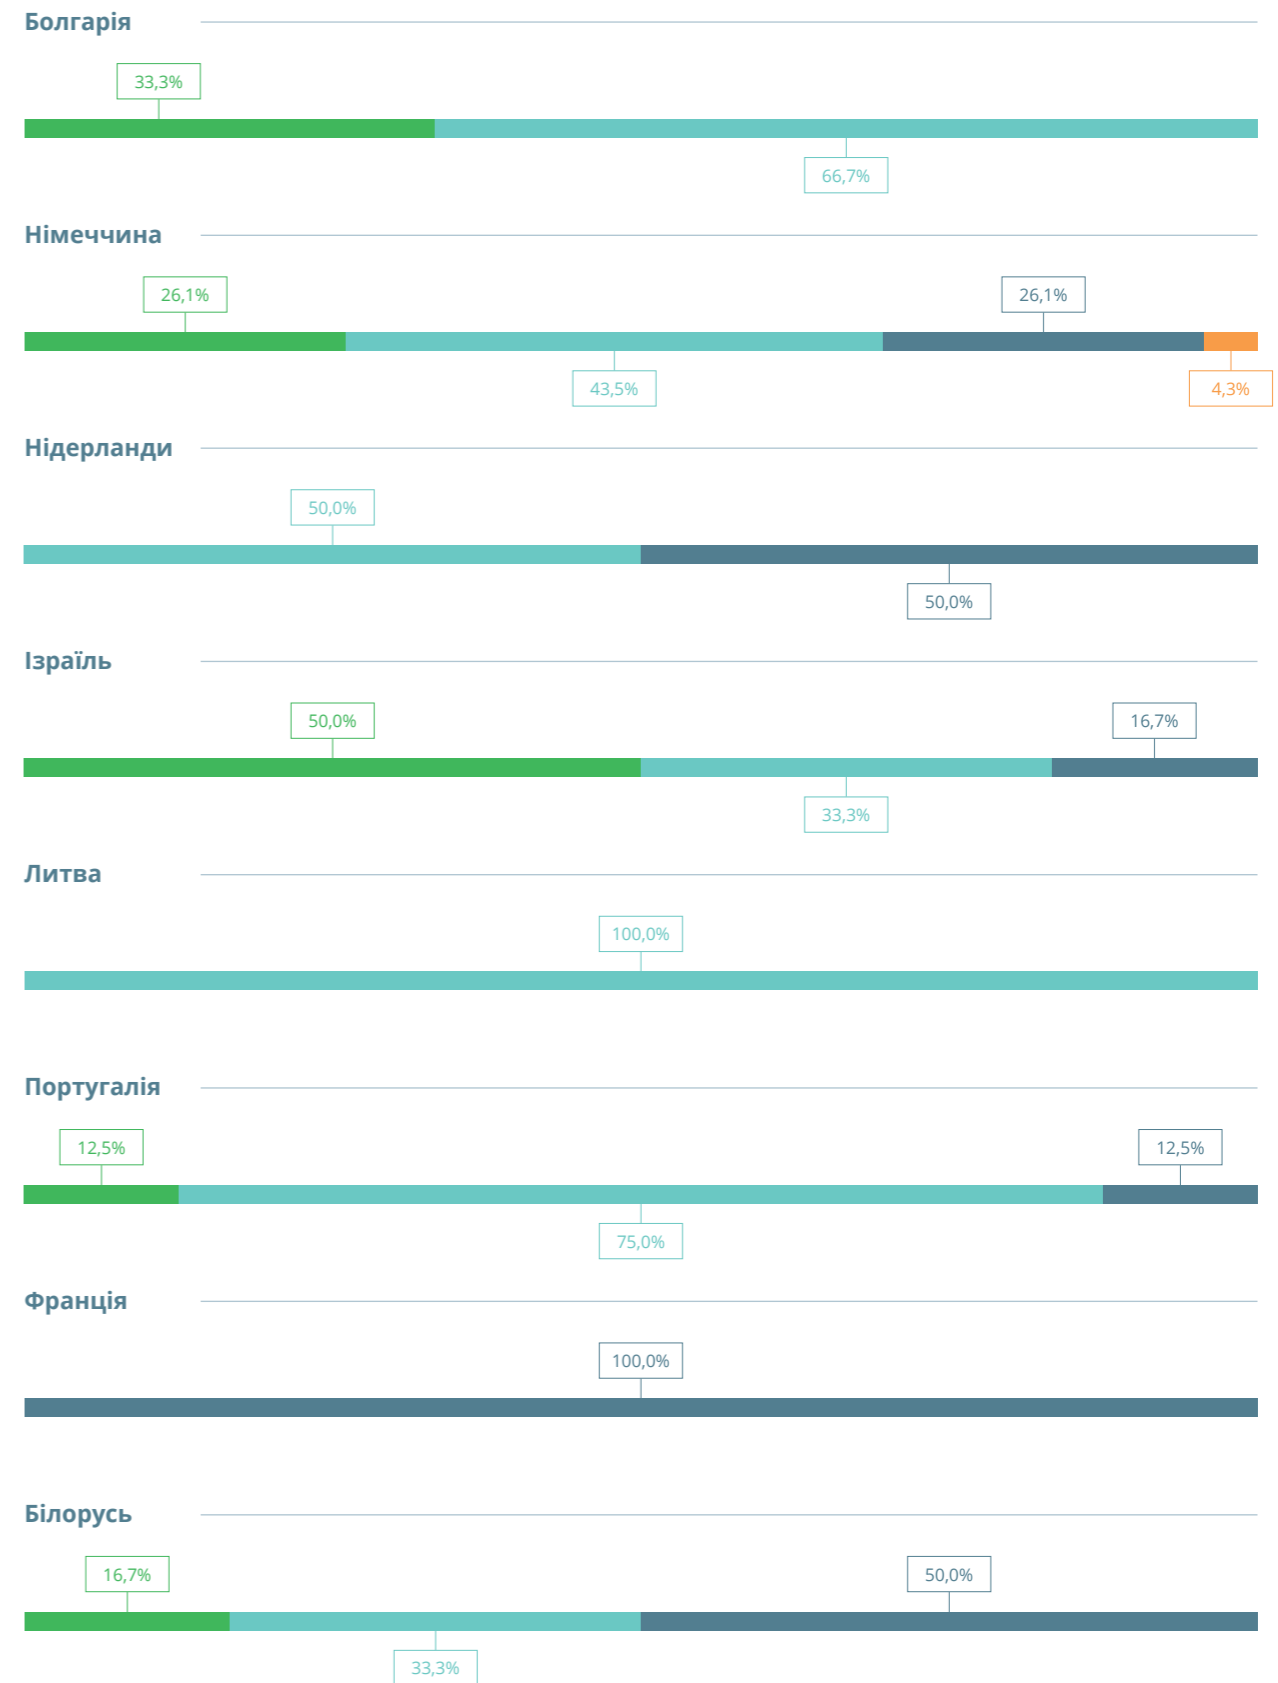 Болгарія
33,3%
66,7%
Німеччина
26,1%
26,1%
43,5%
4,3%
Нідерланди
50,0%
50,0%
Ізраїль
50,0%
16,7%
33,3%
Литва
100,0%
Португалія
12,5%
12,5%
75,0%
Франція
100,0%
Білорусь
16,7%
50,0%
33,3%